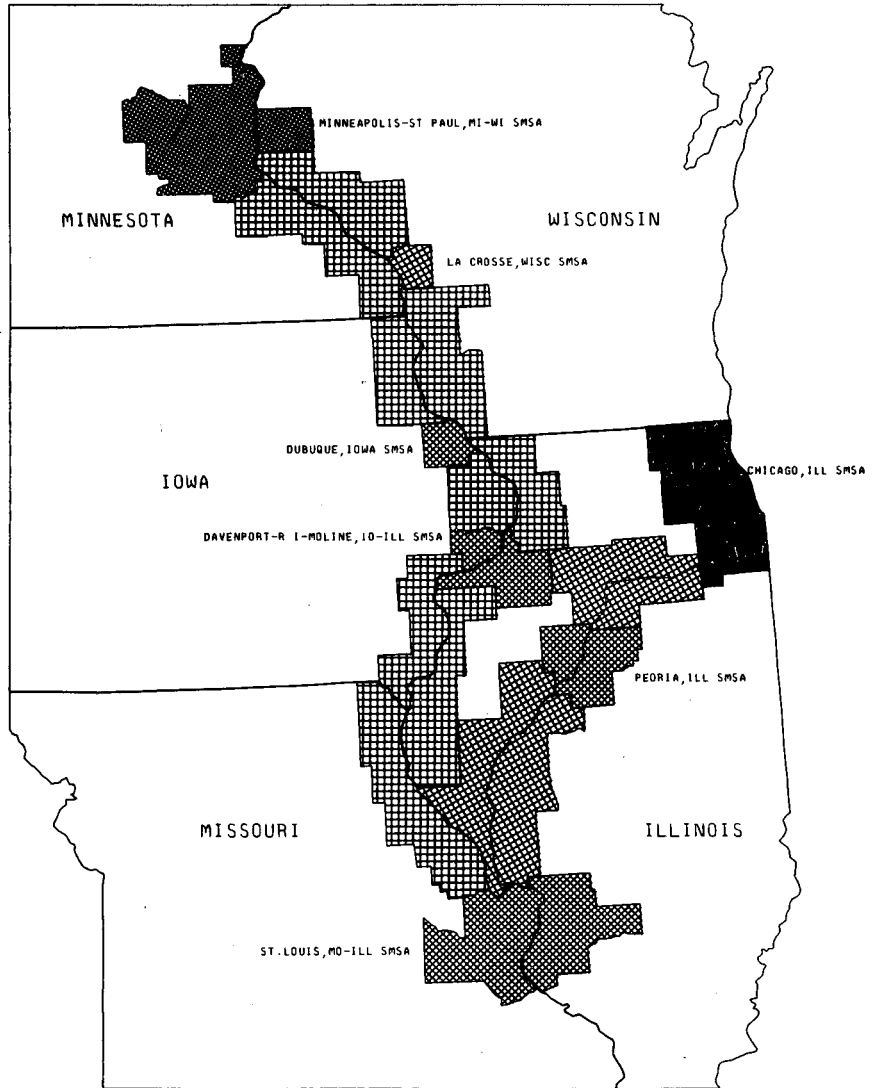 MINNEAPOLIS-ST PAUL,MI-WI SMSA
MINNESOTA
WISCONSIN
LA CROSSE,WISC SMSA
DUBUQUE,IOWA SMSA
CHICAGO,ILL SMSA
IOWA
DAVENPORT-R I-MOLINE,IO-ILL SMSA
PEORIA,ILL SMSA
MISSOURI
ILLINOIS
ST.LOUIS,MO-ILL SMSA